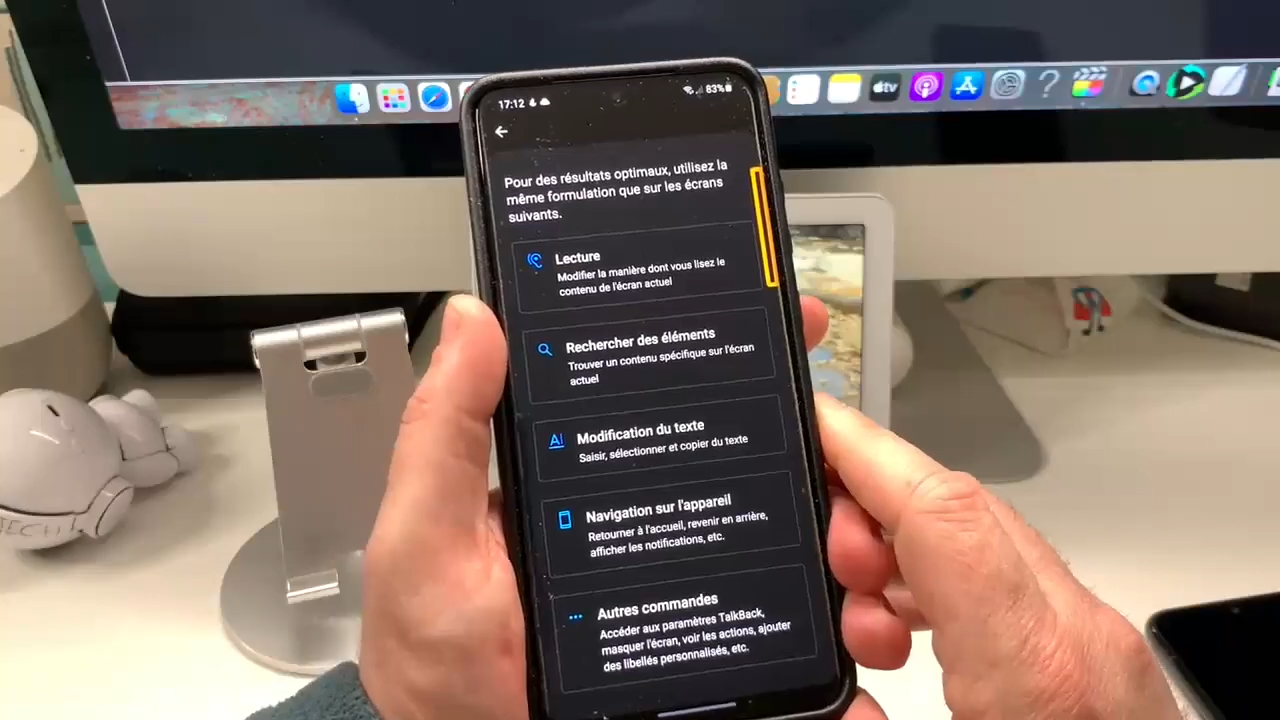 17:12
83%
Pour des résultats optimaux, utilisez la
même formulation que sur les écrans
suivants.
Lecture
Modifier la manière dont vous lisez le
contenu de l'écran actuel
Rechercher des éléments
Trouver un contenu spécifique sur l'écran
actuel
Modification du texte
Saisir, sélectionner et copier du texte
Navigation sur l'appareil
Retourner à l'accueil, revenir en arrière,
afficher les notifications, etc.
Autres commandes
Accéder aux paramètres TalkBack,
masquer l'écran, voir les actions, ajouter
des libellés personnalisés, etc.
tv
TECH